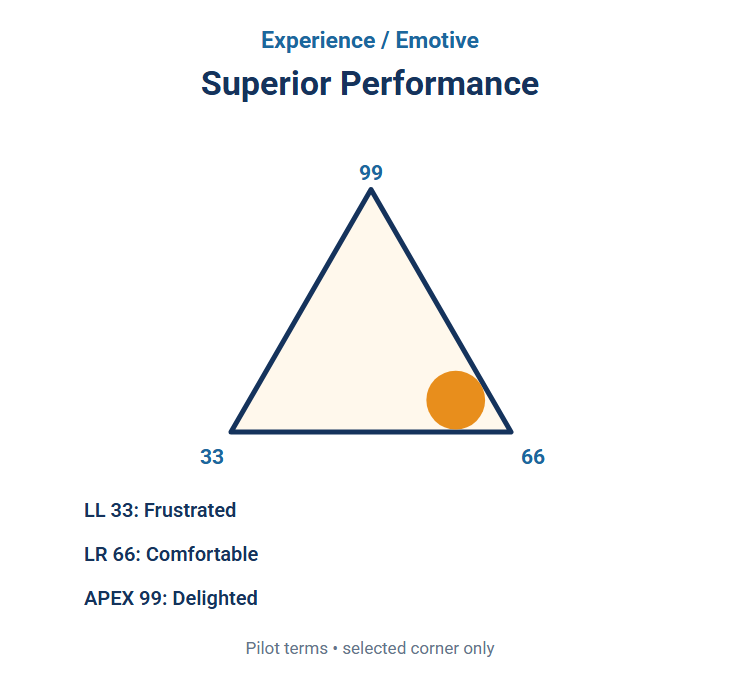 Experience / Emotive
Superior Performance
99
33
66
LL 33: Frustrated
LR 66: Comfortable
APEX 99: Delighted
Pilot terms • selected corner only